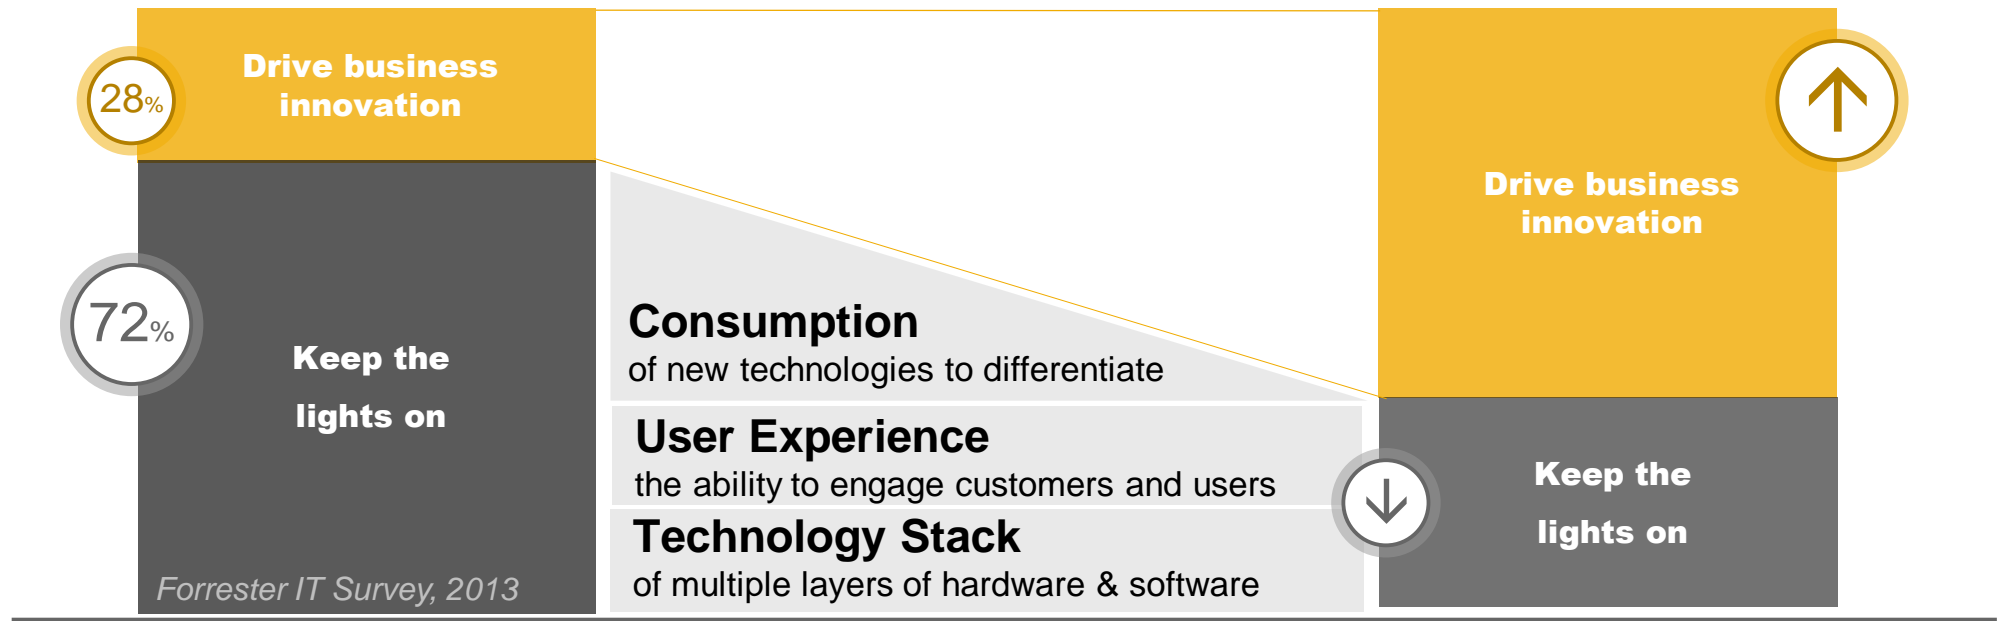 Drive business
innovation
28%
72%
Keep the
lights on
Forrester IT Survey, 2013
Consumption
of new technologies to differentiate
User Experience
the ability to engage customers and users
Technology Stack
of multiple layers of hardware & software
Drive business
innovation
Keep the
lights on